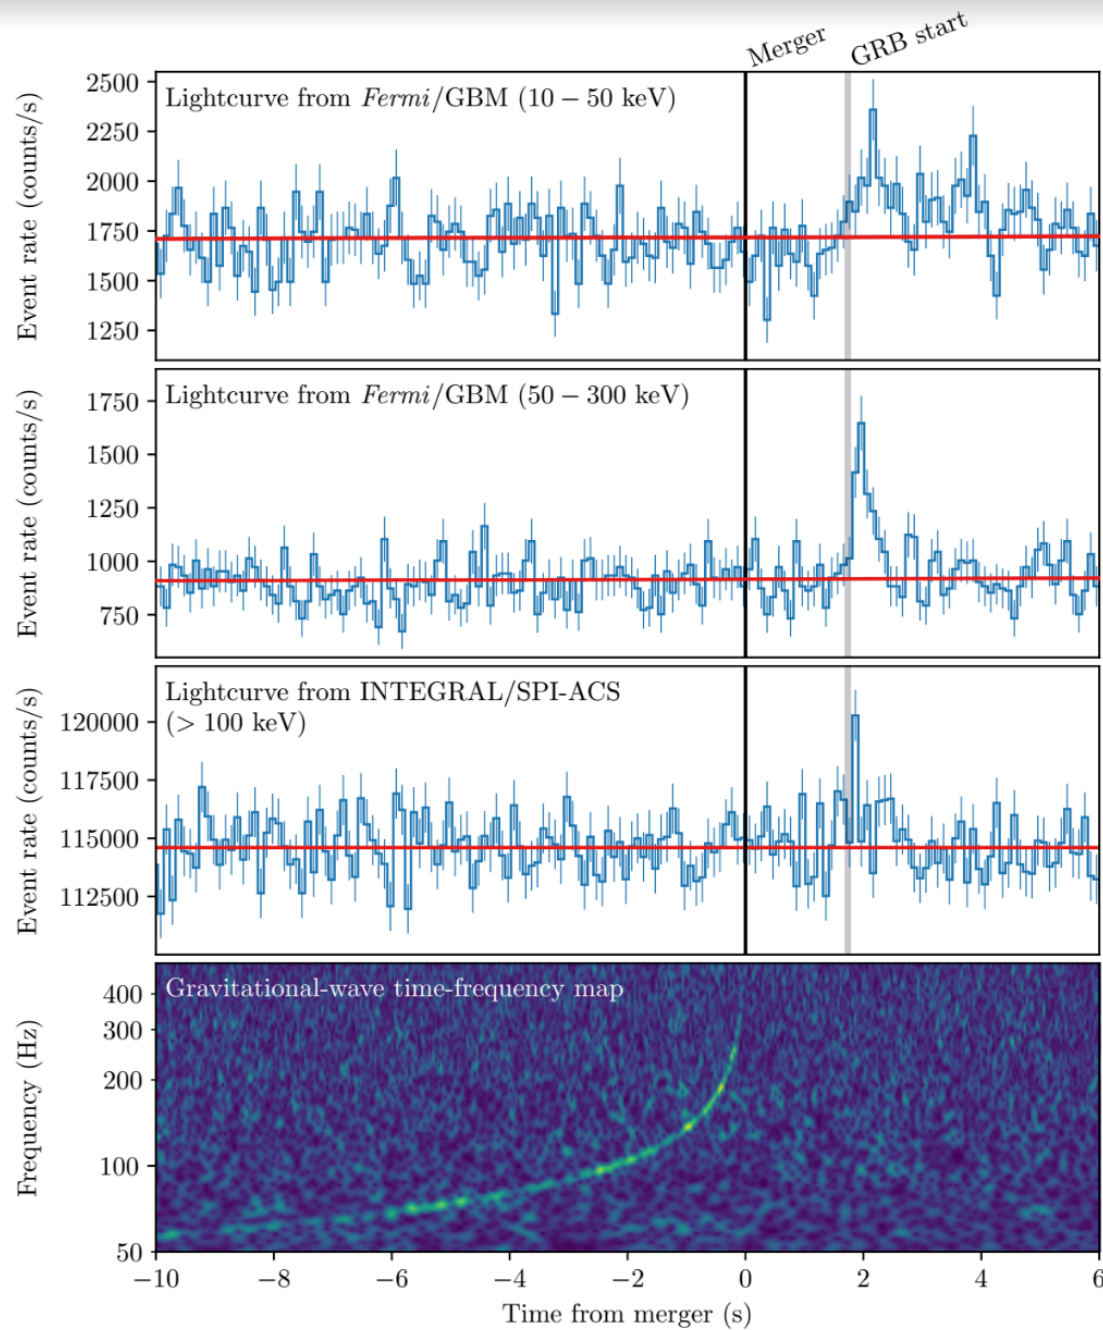 Merger
GRB start
Lightcurve from Fermi/GBM (10 – 50 keV)
Event rate (counts/s)
2500
2250
2000
1750
1500
1250
Lightcurve from Fermi/GBM (50 – 300 keV)
Event rate (counts/s)
1750
1500
1250
1000
750
Lightcurve from INTEGRAL/SPI-ACS
(> 100 keV)
Event rate (counts/s)
120000
117500
115000
112500
Gravitational-wave time-frequency map
Frequency (Hz)
400
300
200
100
50
−10 −8 −6 −4 −2 0 2 4 6
Time from merger (s)